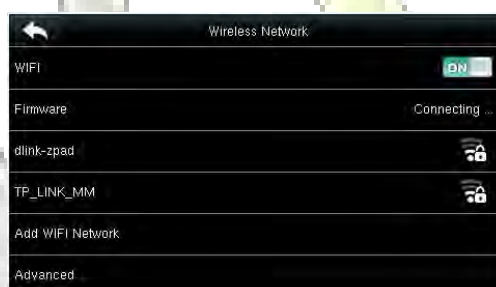 Wireless Network
WIFI ON
Firmware Connecting ...
dlink-zpad
TP_LINK_MM
Add WIFI Network
Advanced